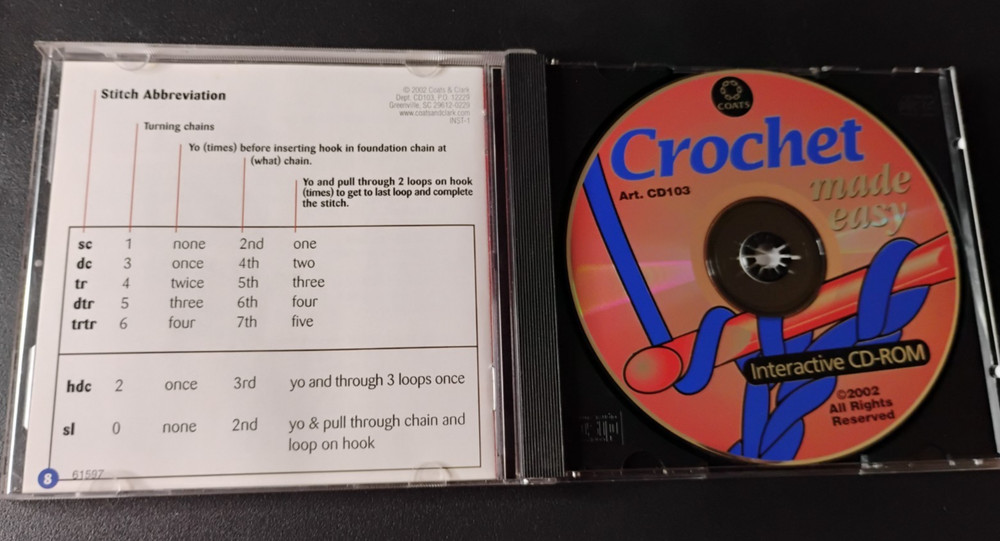 Stitch Abbreviation
© 2002 Coats & Clark
Dept. CD103, P.O. 12229
Greenville, SC 29612-0229
www.coatsandclark.com
INST-1
Turning chains
Yo (times) before inserting hook in foundation chain at
(what) chain.
Yo and pull through 2 loops on hook
(times) to get to last loop and complete
the stitch.
sc 1 none 2nd one
dc 3 once 4th two
tr 4 twice 5th three
dtr 5 three 6th four
trtr 6 four 7th five
hdc 2 once 3rd yo and through 3 loops once
sl 0 none 2nd yo & pull through chain and
loop on hook
8 61597
COATS
Crochet
Art. CD103
made
easy
Interactive CD-ROM
©2002
All Rights
Reserved